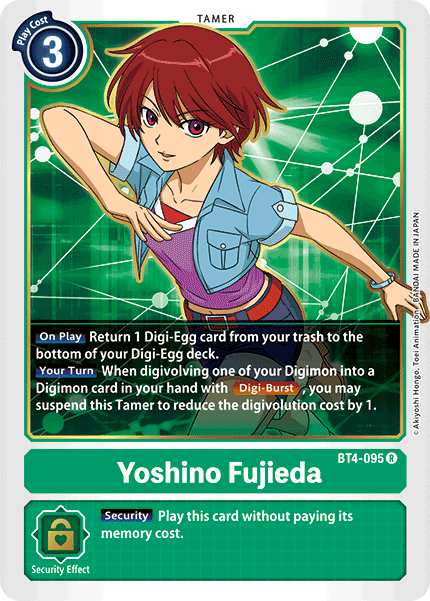 TAMER
Play Cost
3
On Play Return 1 Digi-Egg card from your trash to the
bottom of your Digi-Egg deck.
Your Turn When digivolving one of your Digimon into a
Digimon card in your hand with Digi-Burst , you may
suspend this Tamer to reduce the digivolution cost by 1.
©Akiyoshi Hongo, Toei Animation・BANDAI MADE IN JAPAN
BT4-095 R
Yoshino Fujieda
Security Play this card without paying its
memory cost.
Security Effect